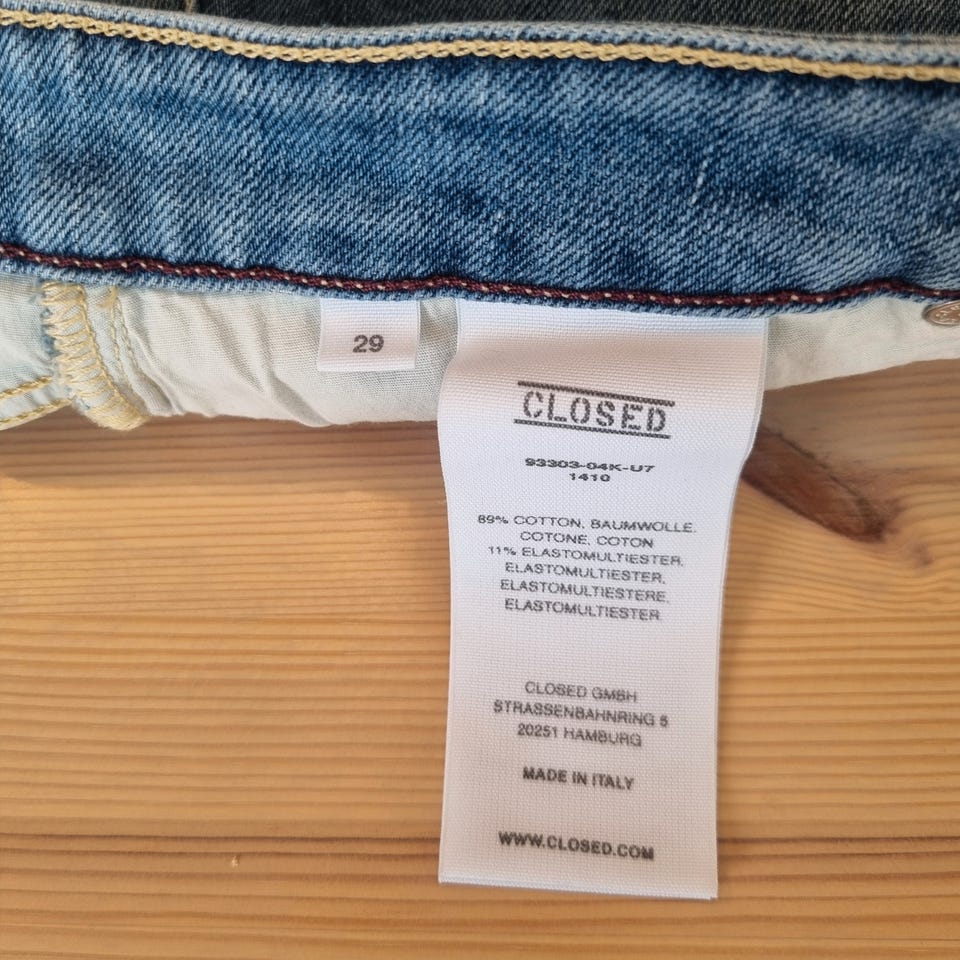 29
CLOSED
93303-04K-U7
1410
89% COTTON, BAUMWOLLE,
COTONE, COTON
11% ELASTOMULTIESTER,
ELASTOMULTIESTER,
ELASTOMULTIESTERE,
ELASTOMULTIESTER
CLOSED GMBH
STRASSENBAHNRING 6
20251 HAMBURG
MADE IN ITALY
WWW.CLOSED.COM